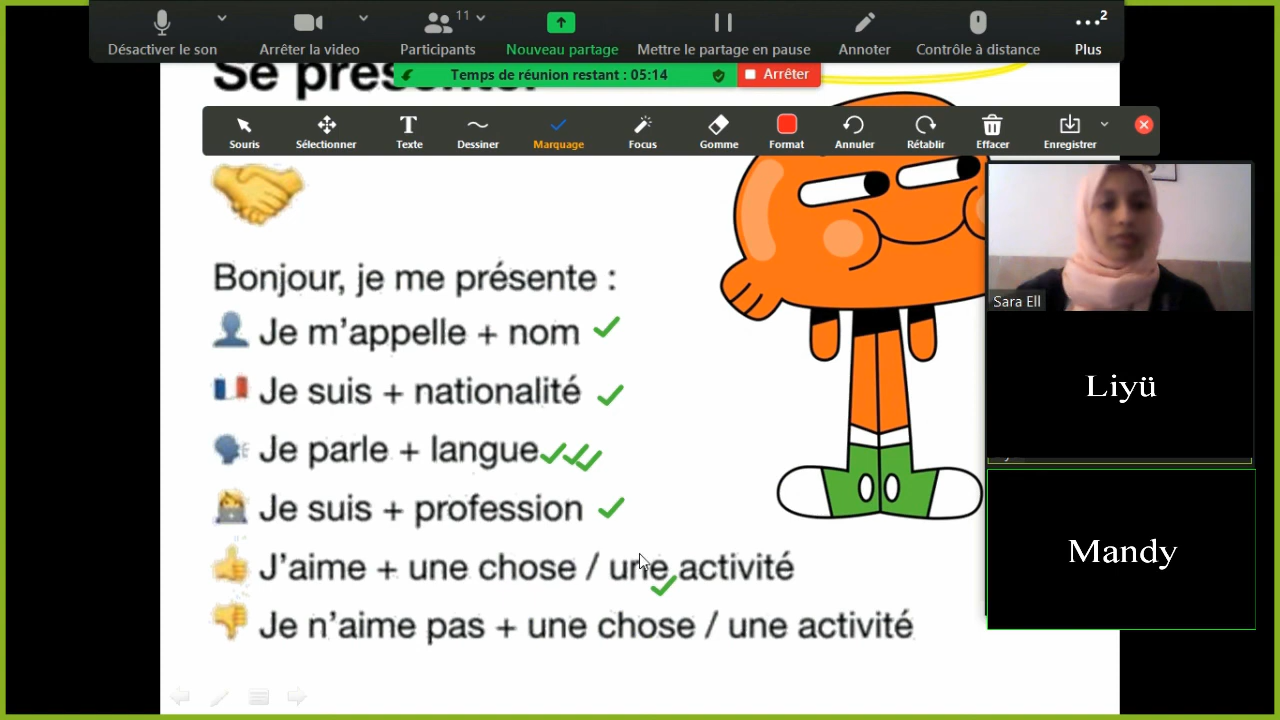 11
2
Désactiver le son
Arrêter la video
Participants
Nouveau partage
Mettre le partage en pause
Annoter
Contrôle à distance
Plus
Temps de réunion restant : 05:14
Arrêter
Souris
Sélectionner
Texte
Dessiner
Marquage
Focus
Gomme
Format
Annuler
Rétablir
Effacer
Enregistrer
Bonjour, je me présente :
Je m'appelle + nom
Je suis + nationalité
Je parle + langue
Je suis + profession
J'aime + une chose / une activité
Je n'aime pas + une chose / une activité
Sara Ell
Liyü
Mandy